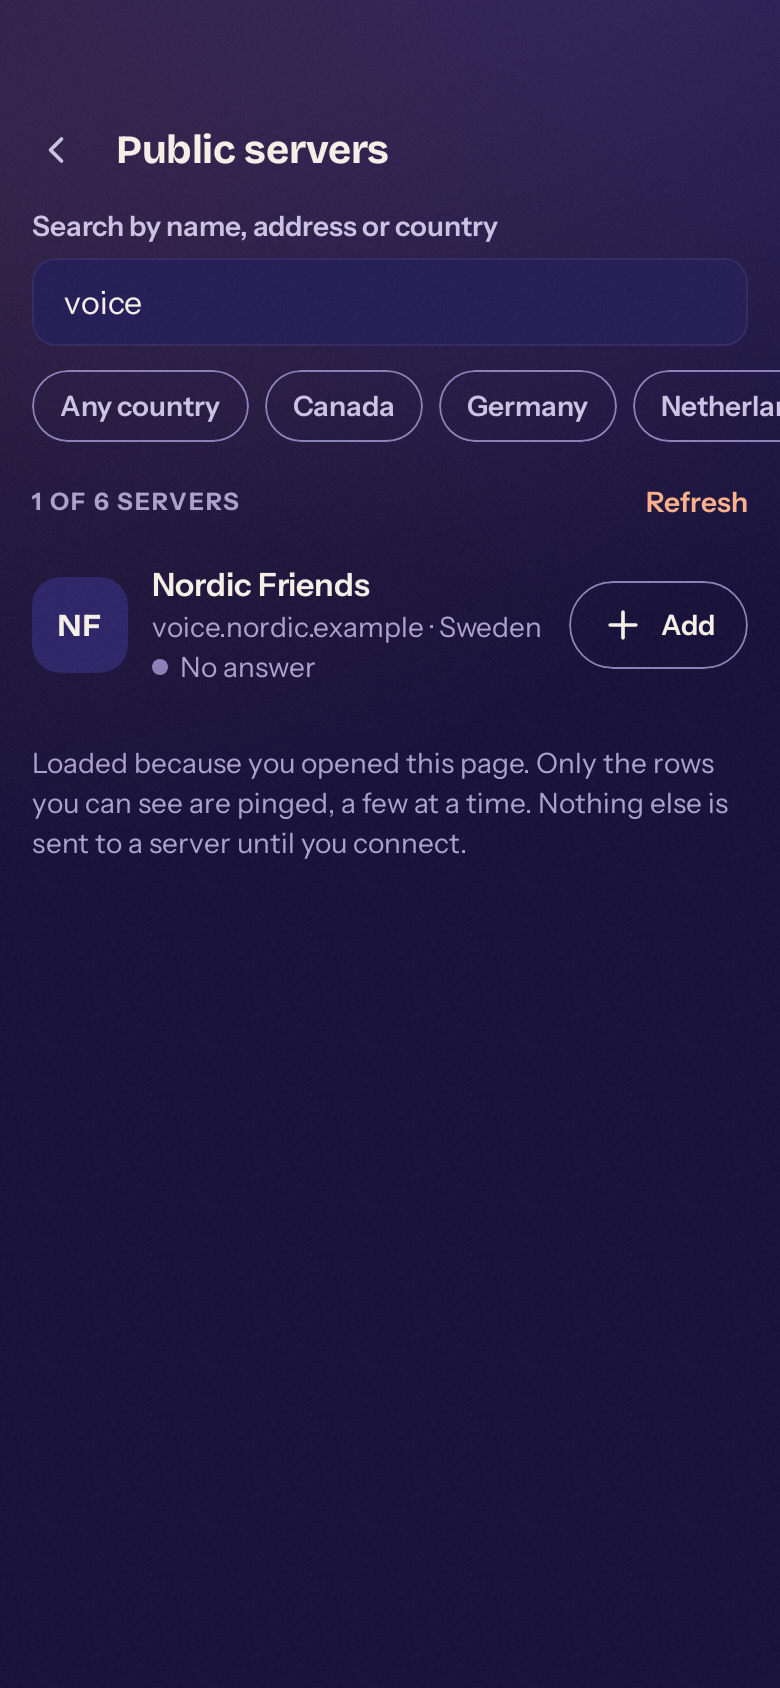 Public servers
Search by name, address or country
voice
Any country
Canada
Germany
Netherlan
1 OF 6 SERVERS
Refresh
NF
Nordic Friends
voice.nordic.example · Sweden
No answer
Add
Loaded because you opened this page. Only the rows
you can see are pinged, a few at a time. Nothing else is
sent to a server until you connect.